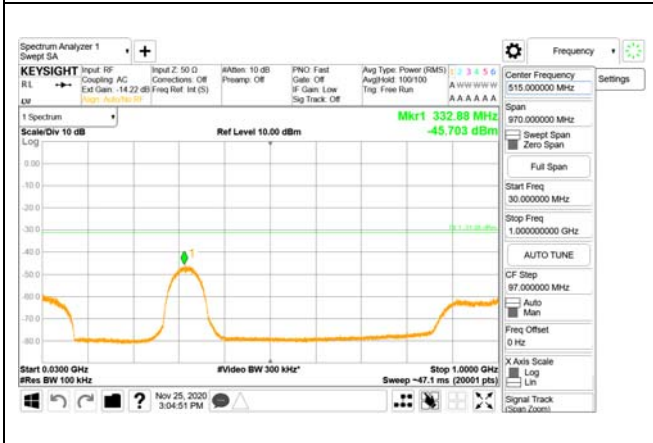 Spectrum Analyzer 1
Swept SA
+
Frequency
KEYSIGHT
Input: RF
Coupling: AC
Ext Gain: -14.22 dB
Align: Auto/No RF
RL
Input Z: 50 Ω
Corrections: Off
Freq Ref: Int (S)
#Atten: 10 dB
Preamp: Off
PNO: Fast
Gate: Off
IF Gain: Low
Sig Track: Off
Avg Type: Power (RMS)
Avg|Hold: 100/100
Trig: Free Run
1 2 3 4 5 6
A W W W W W
A A A A A A
1 Spectrum
Scale/Div 10 dB
Log
Ref Level 10.00 dBm
Mkr1 332.88 MHz
-45.703 dBm
0.00
-10.0
-20.0
-30.0
-40.0
-50.0
-60.0
-70.0
-80.0
1
Start 0.0300 GHz
#Res BW 100 kHz
#Video BW 300 kHz*
Stop 1.0000 GHz
Sweep ~47.1 ms (20001 pts)
Nov 25, 2020
3:04:51 PM
?
Center Frequency
515.000000 MHz
Settings
Span
970.000000 MHz
Swept Span
Zero Span
Full Span
Start Freq
30.000000 MHz
Stop Freq
1.000000000 GHz
AUTO TUNE
CF Step
97.000000 MHz
Auto
Man
Freq Offset
0 Hz
X Axis Scale
Log
Lin
Signal Track
(Span Zoom)